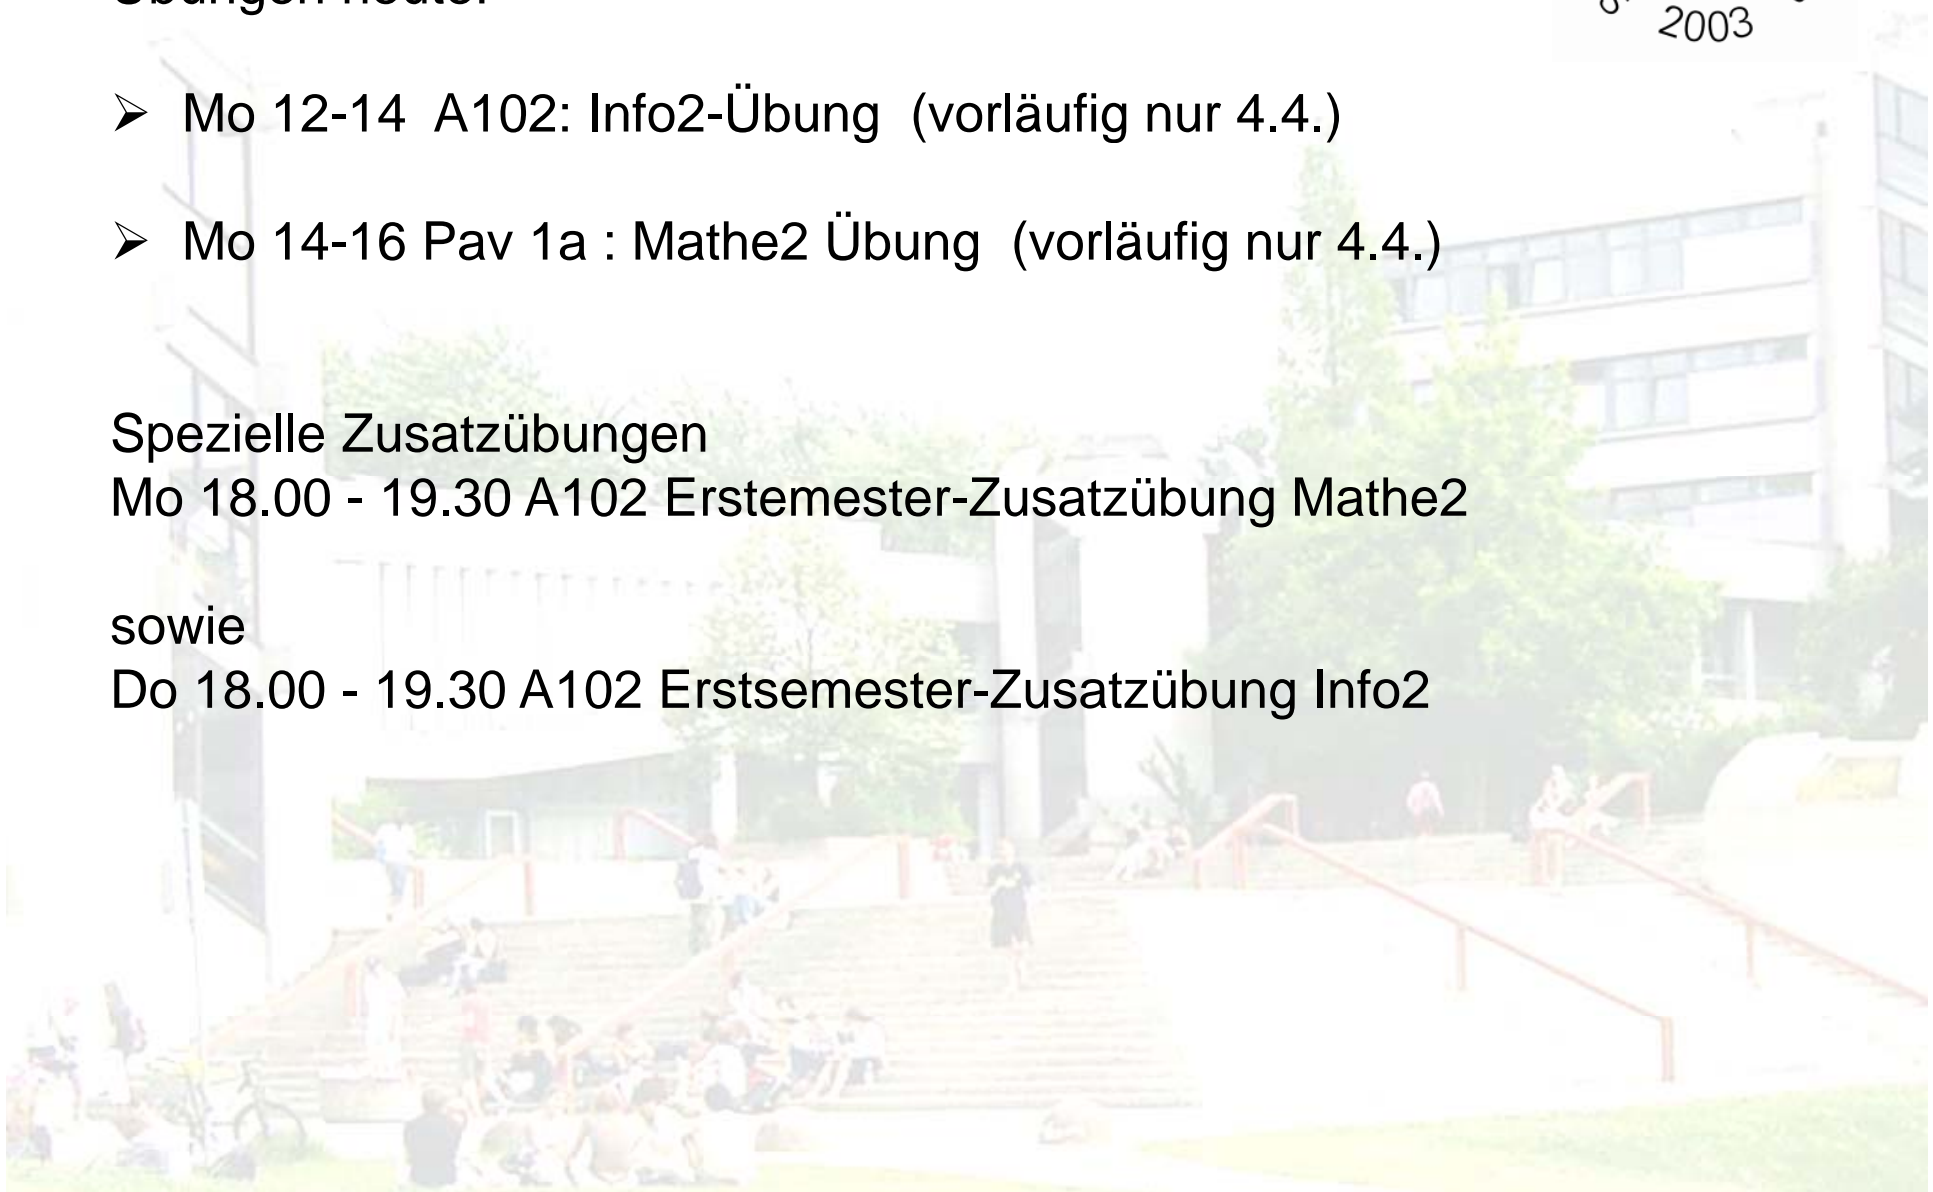 Übungen heute:
2003
➢ Mo 12-14 A102: Info2-Übung (vorläufig nur 4.4.)
➢ Mo 14-16 Pav 1a : Mathe2 Übung (vorläufig nur 4.4.)
Spezielle Zusatzübungen
Mo 18.00 - 19.30 A102 Erstemester-Zusatzübung Mathe2
sowie
Do 18.00 - 19.30 A102 Erstsemester-Zusatzübung Info2